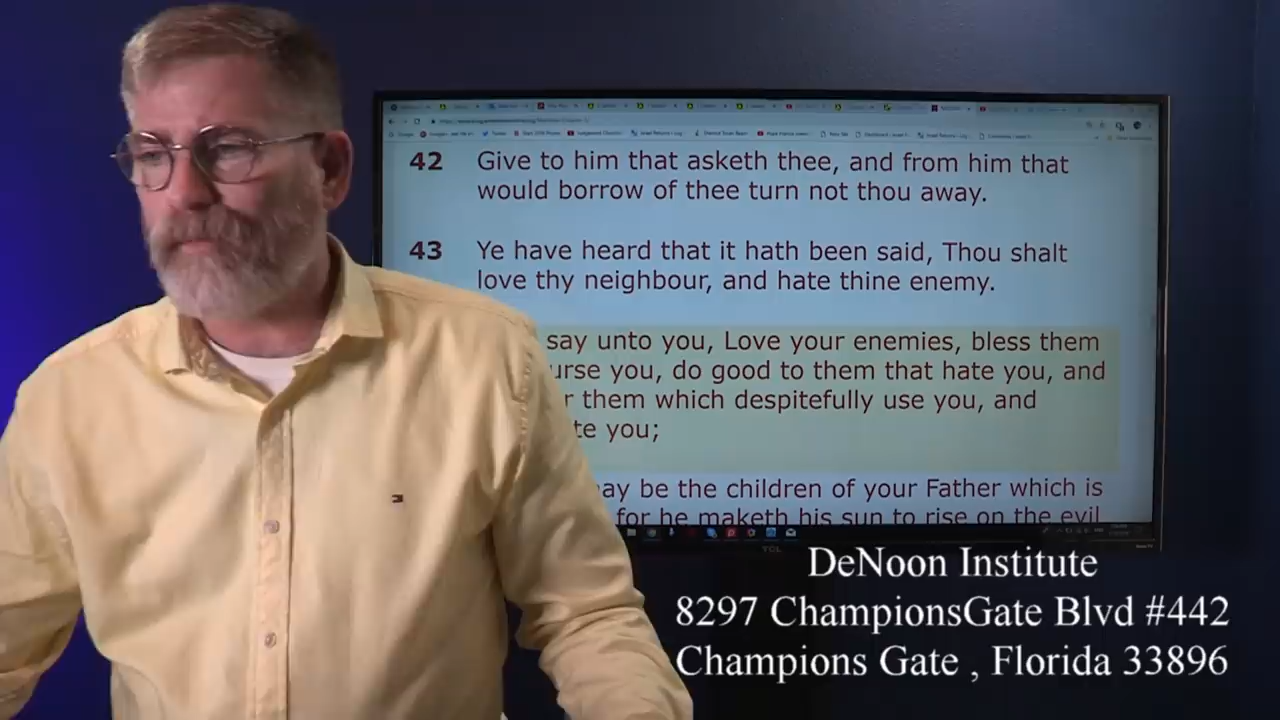 42 Give to him that asketh thee, and from him that
would borrow of thee turn not thou away.
43 Ye have heard that it hath been said, Thou shalt
love thy neighbour, and hate thine enemy.
say unto you, Love your enemies, bless them
urse you, do good to them that hate you, and
r them which despitefully use you, and
te you;
ay be the children of your Father which is
for he maketh his sun to rise on the evil
TCL
DeNoon Institute
8297 ChampionsGate Blvd #442
Champions Gate , Florida 33896